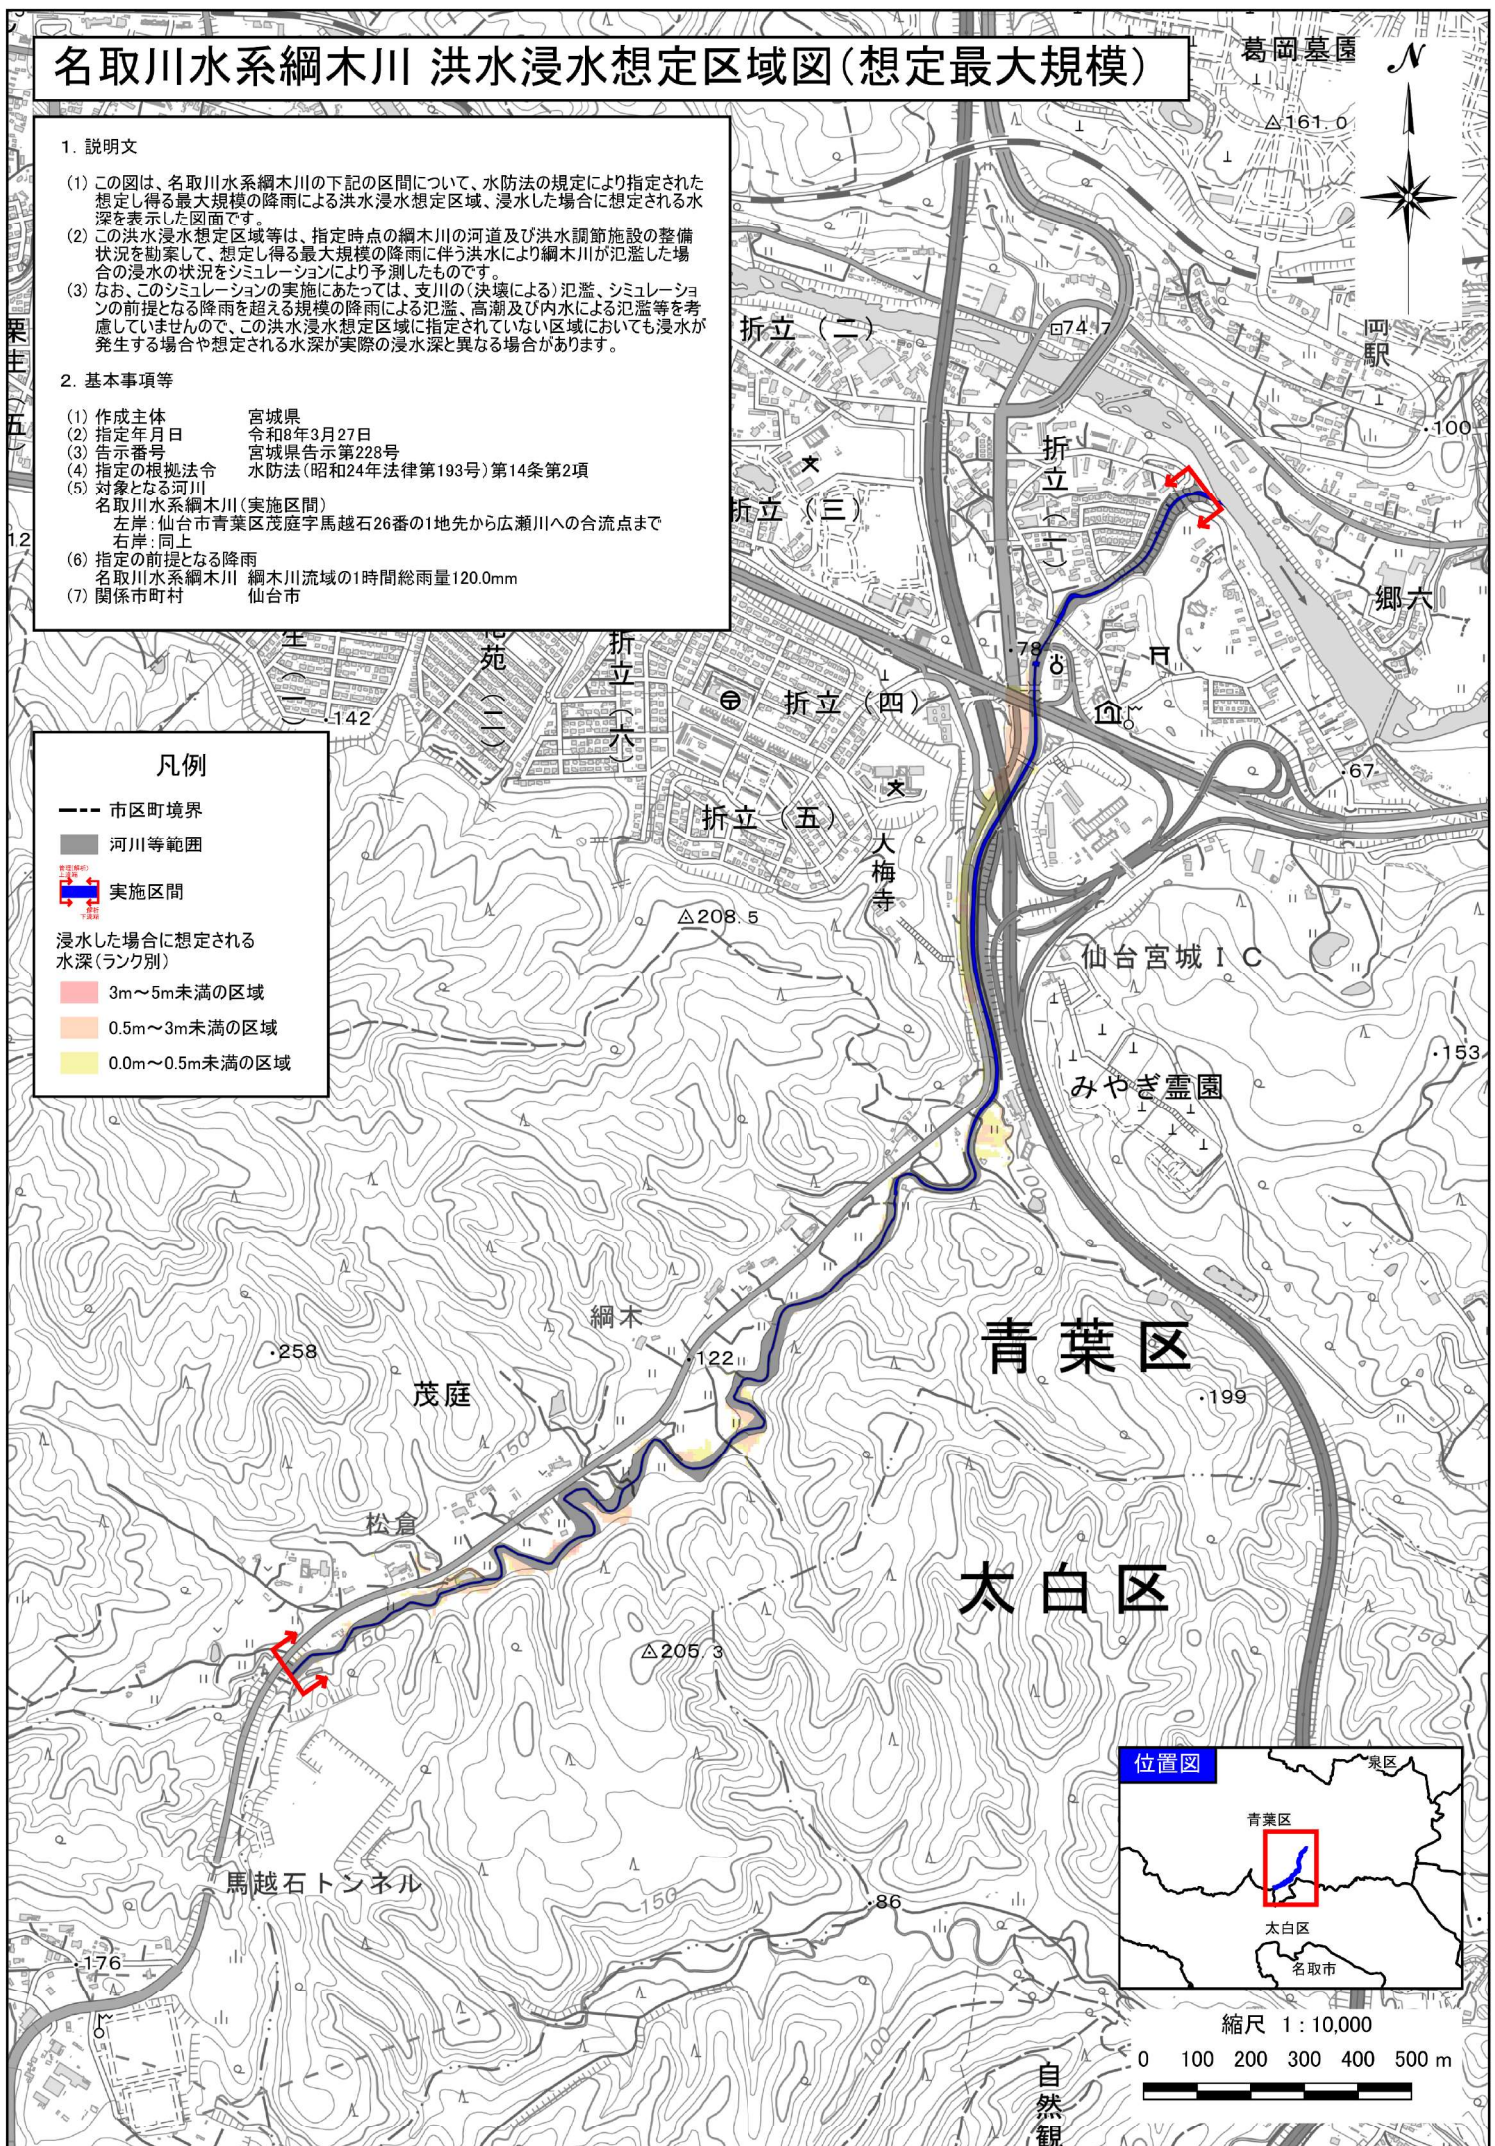 名取川水系綱木川 洪水浸水想定区域図（想定最大規模）
1. 説明文
(1) この図は、名取川水系綱木川の下記の区間について、水防法の規定により指定された
想定し得る最大規模の降雨による洪水浸水想定区域、浸水した場合に想定される水
深を表示した図面です。
(2) この洪水浸水想定区域等は、指定時点の綱木川の河道及び洪水調節施設の整備
状況を勘案して、想定し得る最大規模の降雨に伴う洪水により綱木川が氾濫した場
合の浸水の状況をシミュレーションにより予測したものです。
(3) なお、このシミュレーションの実施にあたっては、支川の（決壊による）氾濫、シミュレーショ
ンの前提となる降雨を超える規模の降雨による氾濫、高潮及び内水による氾濫等を考
慮していませんので、この洪水浸水想定区域に指定されていない区域においても浸水が
発生する場合や想定される水深が実際の浸水深と異なる場合があります。
2. 基本事項等
(1) 作成主体 宮城県
(2) 指定年月日 令和8年3月27日
(3) 告示番号 宮城県告示第228号
(4) 指定の根拠法令 水防法（昭和24年法律第193号）第14条第2項
(5) 対象となる河川
名取川水系綱木川（実施区間）
左岸：仙台市青葉区茂庭字馬越石26番の1地先から広瀬川への合流点まで
右岸：同上
(6) 指定の前提となる降雨
名取川水系綱木川 綱木川流域の1時間総雨量120.0mm
(7) 関係市町村 仙台市
葛岡墓園
N
161.0
岡駅
折立（二）
74.7
100
折立（三）
折立（一）
郷六
栗生（五）
12
78
苑（二）
折立（六）
142
折立（四）
67
折立（五）
大梅寺
208.5
仙台宮城ＩＣ
153
みやぎ霊園
100
凡例
市区町境界
河川等範囲
実施区間
浸水した場合に想定される
水深（ランク別）
3m～5m未満の区域
0.5m～3m未満の区域
0.0m～0.5m未満の区域
綱木
122
青葉区
258
茂庭
199
150
松倉
太白区
150
205.3
150
馬越石トンネル
150
86
176
100
自然観
位置図
泉区
青葉区
太白区
名取市
縮尺 1：10,000
0 100 200 300 400 500 m